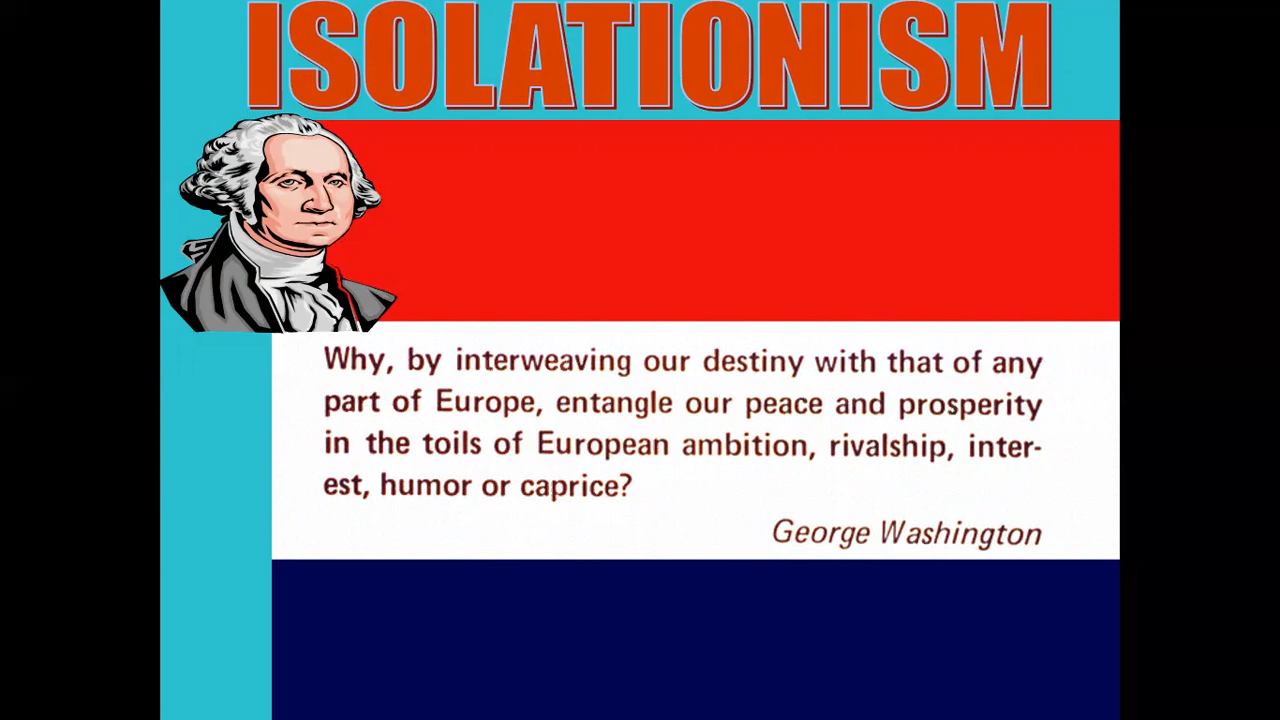 ISOLATIONISM
Why, by interweaving our destiny with that of any
part of Europe, entangle our peace and prosperity
in the toils of European ambition, rivalship, inter-
est, humor or caprice?
George Washington